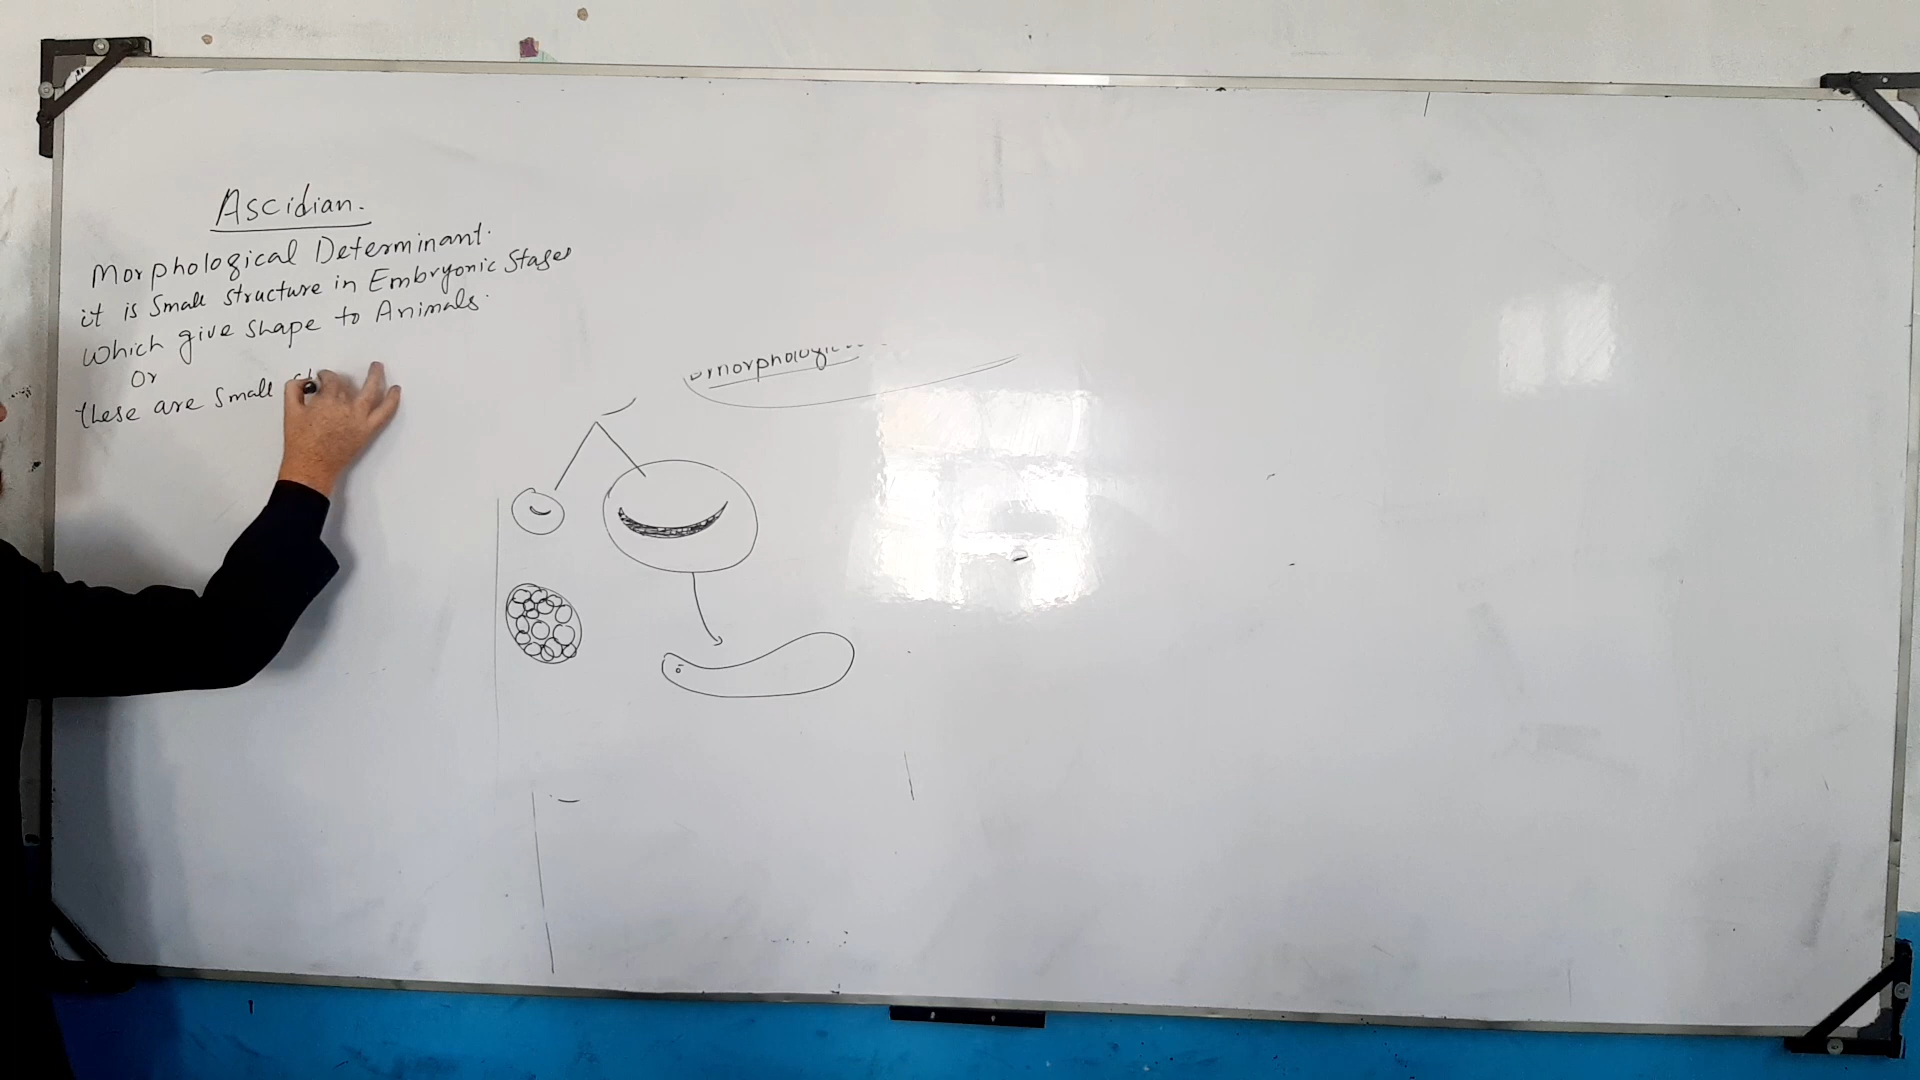 Ascidian.
Morphological Determinant.
it is Small structure in Embryonic Stages
which give shape to Animals.
Or
these are small